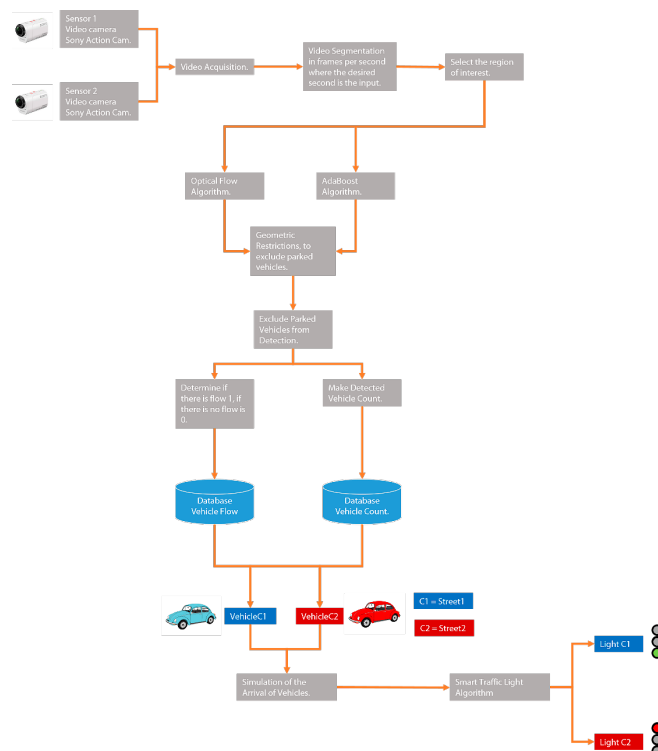 Sensor 1
Video camera
Sony Action Cam.
Sensor 2
Video camera
Sony Action Cam.
Video Acquisition.
Video Segmentation
in frames per second
where the desired
second is the input.
Select the region
of interest.
Optical Flow
Algorithm.
AdaBoost
Algorithm.
Geometric
Restrictions, to
exclude parked
vehicles.
Exclude Parked
Vehicles from
Detection.
Determine if
there is flow 1, if
there is no flow is
0.
Make Detected
Vehicle Count.
Database
Vehicle Flow
Database
Vehicle Count.
VehicleC1
VehicleC2
C1 = Street1
C2 = Street2
Simulation of the
Arrival of Vehicles.
Smart Traffic Light
Algorithm
Light C1
Light C2